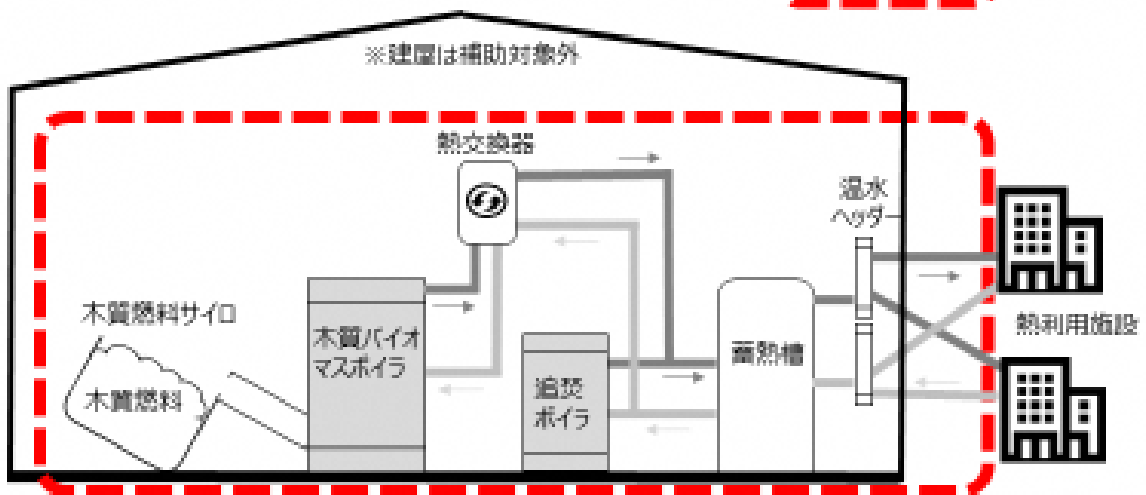 ※建屋は補助対象外
熱交換器
温水
ヘッダー
木質燃料サイロ
木質バイオ
マスボイラ
木質燃料
追焚
ボイラ
蓄熱槽
熱利用施設